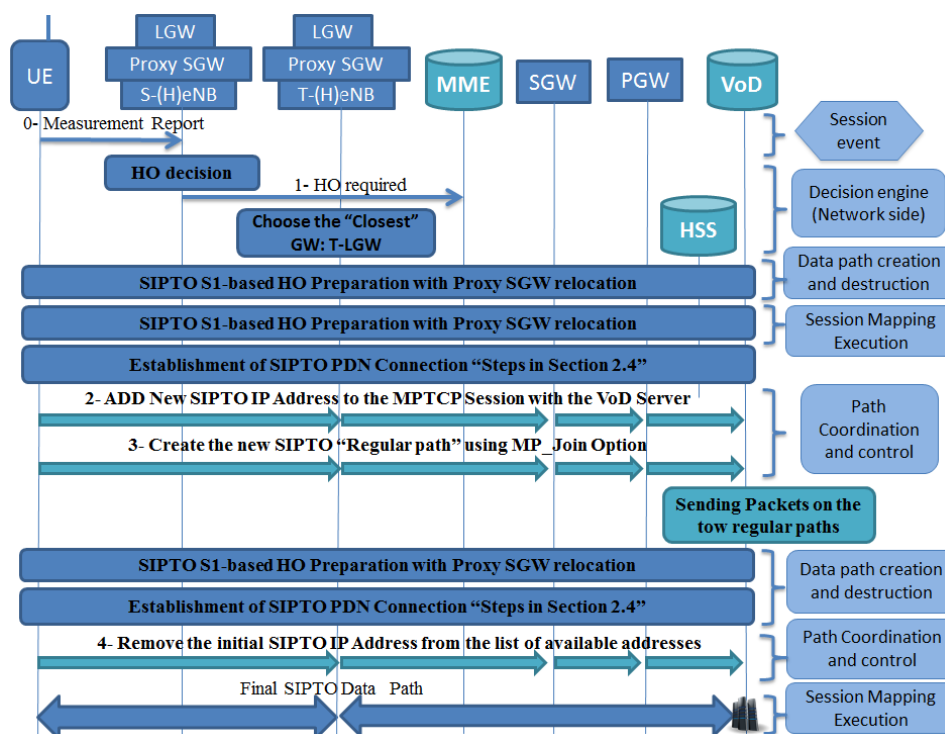 UE
LGW
Proxy SGW
S-(H)eNB
LGW
Proxy SGW
T-(H)eNB
MME
SGW
PGW
VoD
0- Measurement Report
Session
event
HO decision
1- HO required
Choose the "Closest"
GW: T-LGW
HSS
Decision engine
(Network side)
SIPTO S1-based HO Preparation with Proxy SGW relocation
Data path creation
and destruction
SIPTO S1-based HO Preparation with Proxy SGW relocation
Session Mapping
Execution
Establishment of SIPTO PDN Connection "Steps in Section 2.4"
2- ADD New SIPTO IP Address to the MPTCP Session with the VoD Server
3- Create the new SIPTO "Regular path" using MP_Join Option
Path
Coordination
and control
Sending Packets on the
tow regular paths
SIPTO S1-based HO Preparation with Proxy SGW relocation
Establishment of SIPTO PDN Connection "Steps in Section 2.4"
Data path creation
and destruction
4- Remove the initial SIPTO IP Address from the list of available addresses
Path Coordination
and control
Final SIPTO Data Path
Session Mapping
Execution